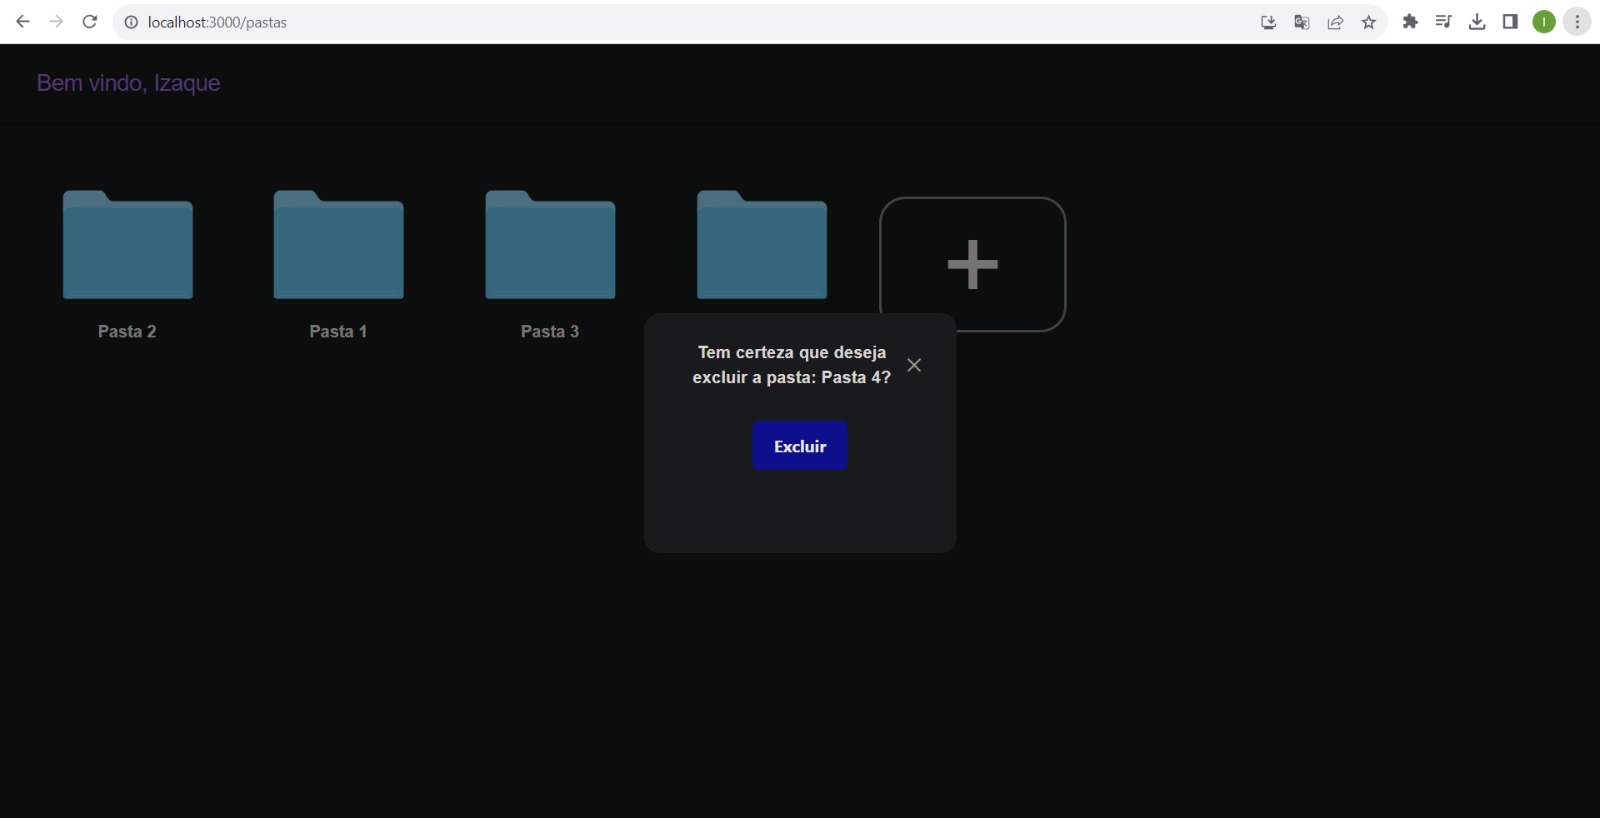 localhost:3000/pastas
I
Bem vindo, Izaque
Pasta 2
Pasta 1
Pasta 3
Tem certeza que deseja
excluir a pasta: Pasta 4?
Excluir